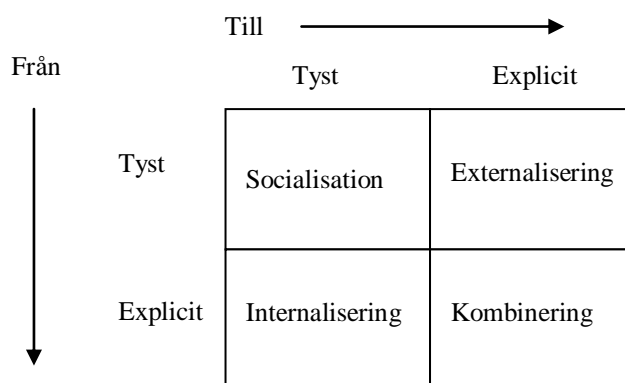 Till
Från
Tyst Explicit
Tyst
Socialisation Externalisering
Explicit Internalisering Kombinering